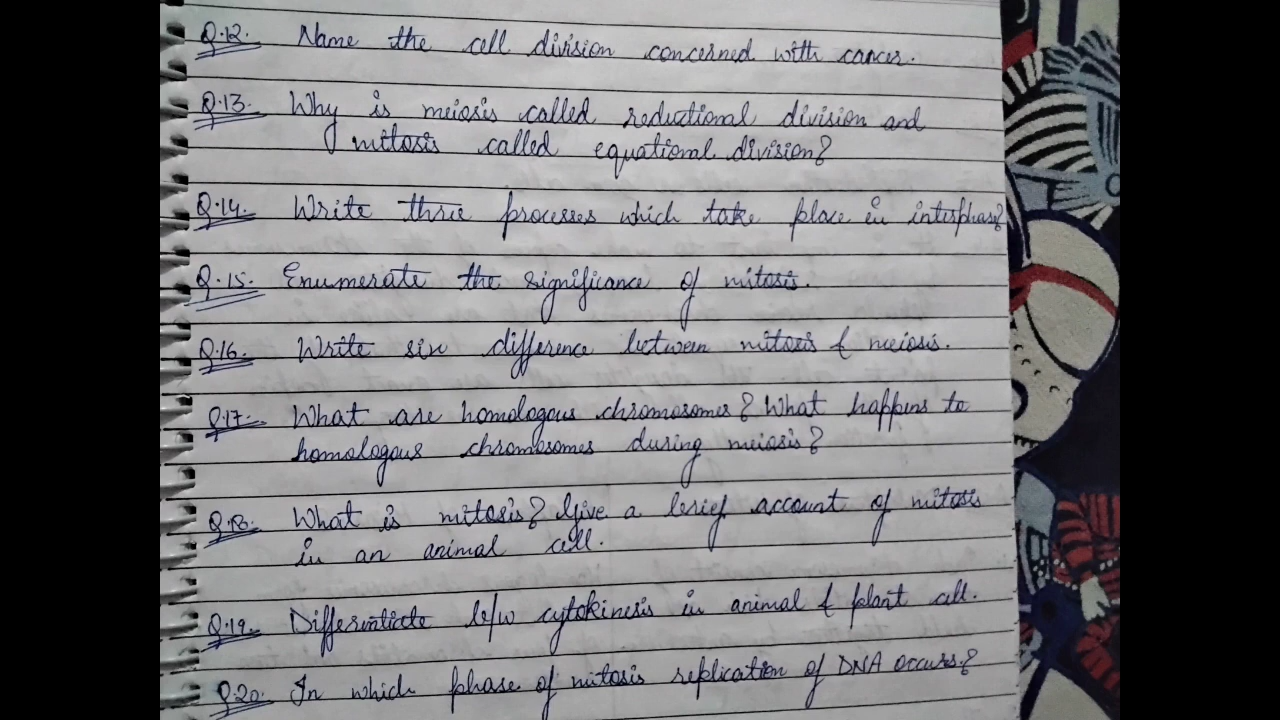 Q.12. Name the cell division concerned with cancer.
Q.13. Why is meiosis called reductional division and
mitosis called equational division?
Q.14. Write three processes which take place in interphase?
Q.15. Enumerate the significance of mitosis.
Q.16. Write six difference between mitosis & meiosis.
Q.17. What are homologous chromosomes? What happens to
homologous chromosomes during meiosis?
Q.18. What is mitosis? Give a brief account of mitosis
in an animal cell.
Q.19. Differentiate b/w cytokinesis in animal & plant cell.
Q.20. In which phase of mitosis replication of DNA occurs?